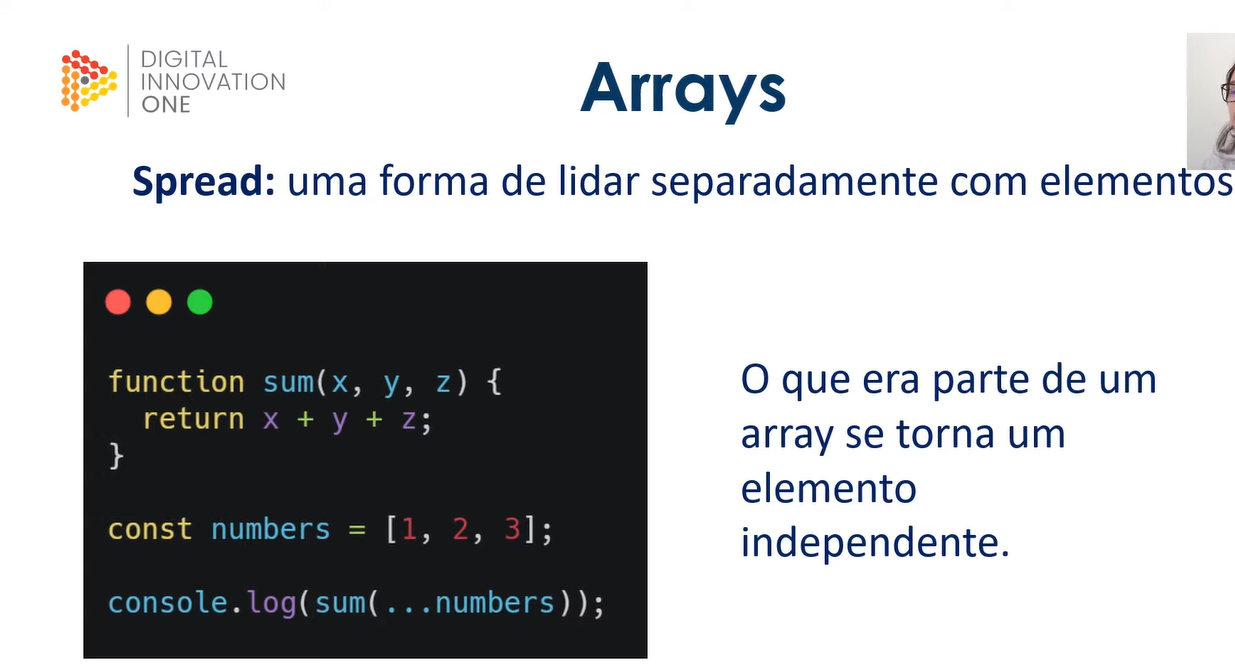 DIGITAL
INNOVATION
ONE
Arrays
Spread: uma forma de lidar separadamente com elementos
function sum(x, y, z) {
  return x + y + z;
}
const numbers = [1, 2, 3];
console.log(sum(...numbers));
O que era parte de um
array se torna um
elemento
independente.